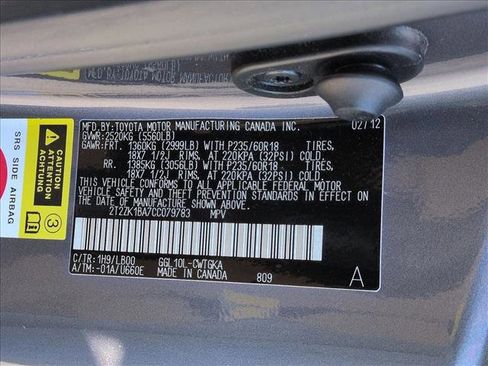 MFD.BY:TOYOTA MOTOR MANUFACTURING CANADA INC. 02/12
GVWR:2520KG (5560LB)
GAWR:FRT. 1360KG (2999LB) WITH P235/60R18 TIRES,
18X7 1/2J RIMS, AT 220KPA (32PSI) COLD.
RR. 1385KG (3058LB) WITH P235/60R18 TIRES,
18X7 1/2J RIMS, AT 220KPA (32PSI) COLD.
THIS VEHICLE CONFORMS TO ALL APPLICABLE FEDERAL MOTOR
VEHICLE SAFETY AND THEFT PREVENTION STANDARDS IN
EFFECT ON THE DATE OF MANUFACTURE SHOWN ABOVE.
2T2ZK1BA7CC079783 MPV
C/TR:1H9/LB00 GGL10L-CWTGKA
A/TM:-01A/U660E MADE IN CANADA 809 A
CAUTION
ATTENTION
SRS SIDE AIRBAG